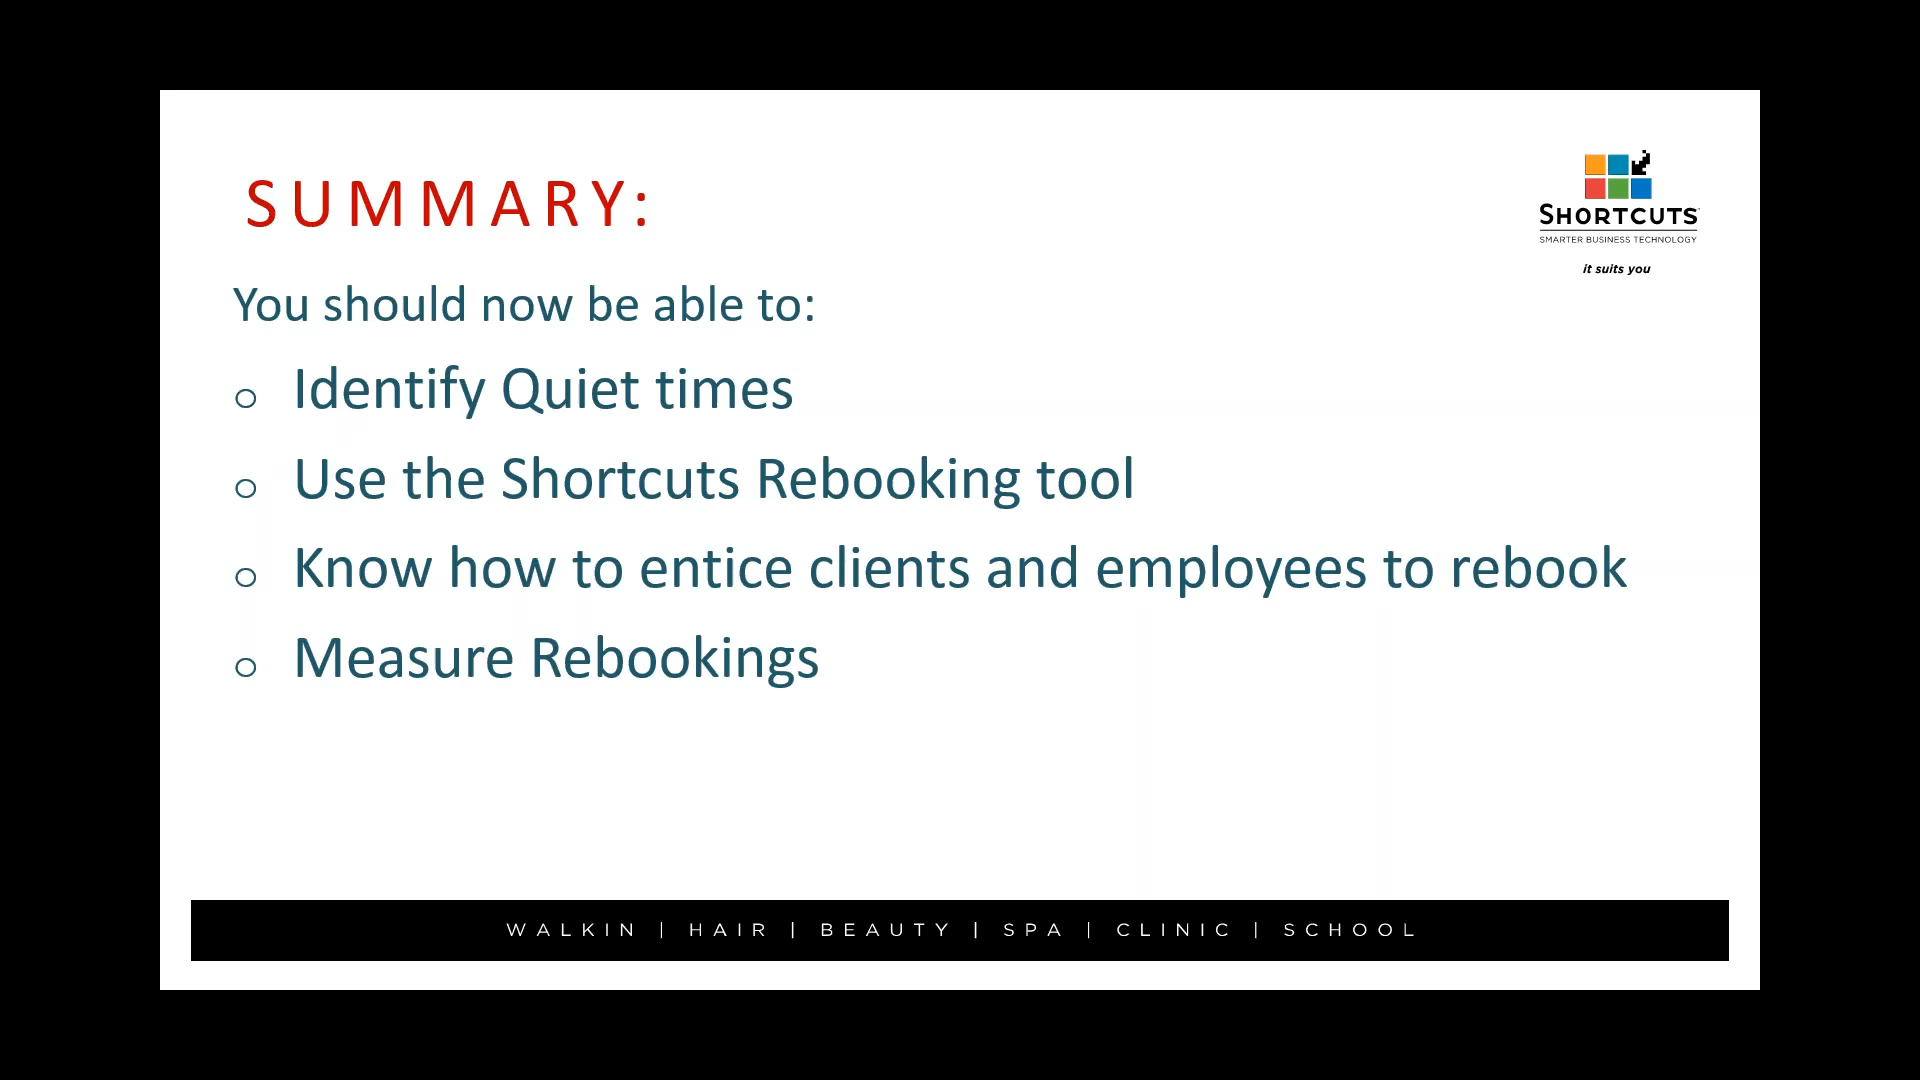 SUMMARY:
SHORTCUTS
SMARTER BUSINESS TECHNOLOGY
it suits you
You should now be able to:
o Identify Quiet times
o Use the Shortcuts Rebooking tool
o Know how to entice clients and employees to rebook
o Measure Rebookings
WALKIN | HAIR | BEAUTY | SPA | CLINIC | SCHOOL